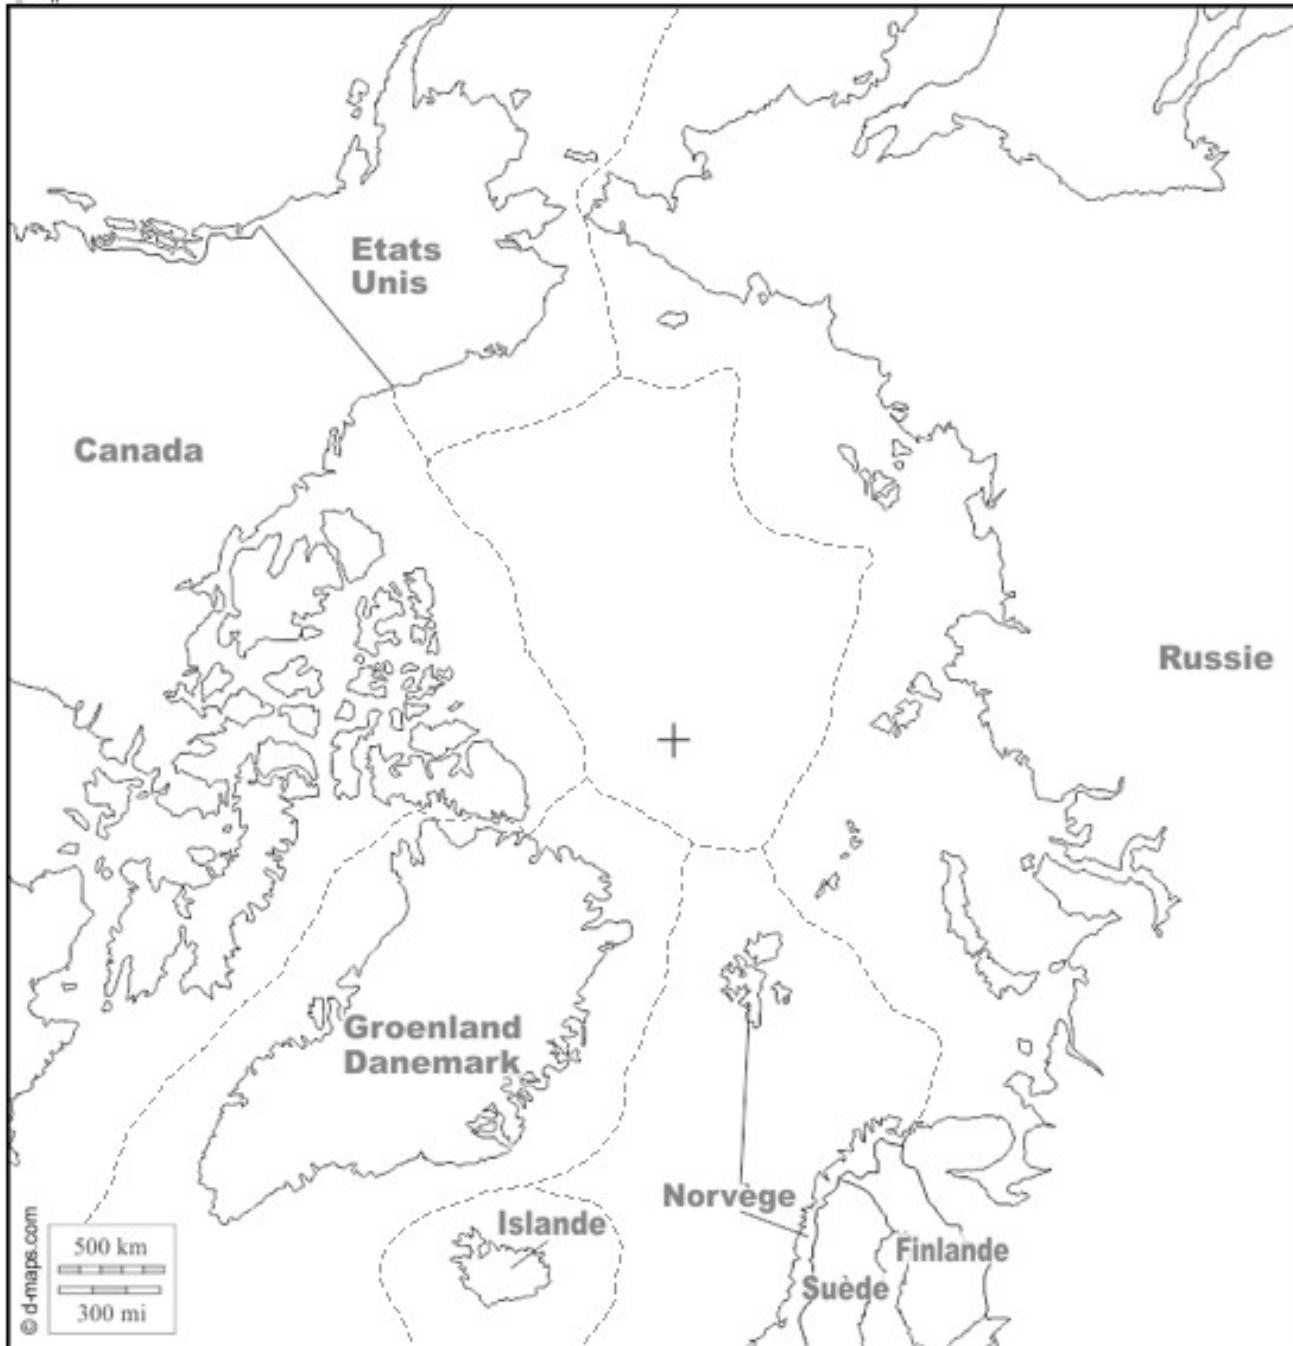 Etats
Unis
Canada
Russie
Groenland
Danemark
Norvège
Islande
Finlande
Suède
500 km
300 mi
© d-maps.com